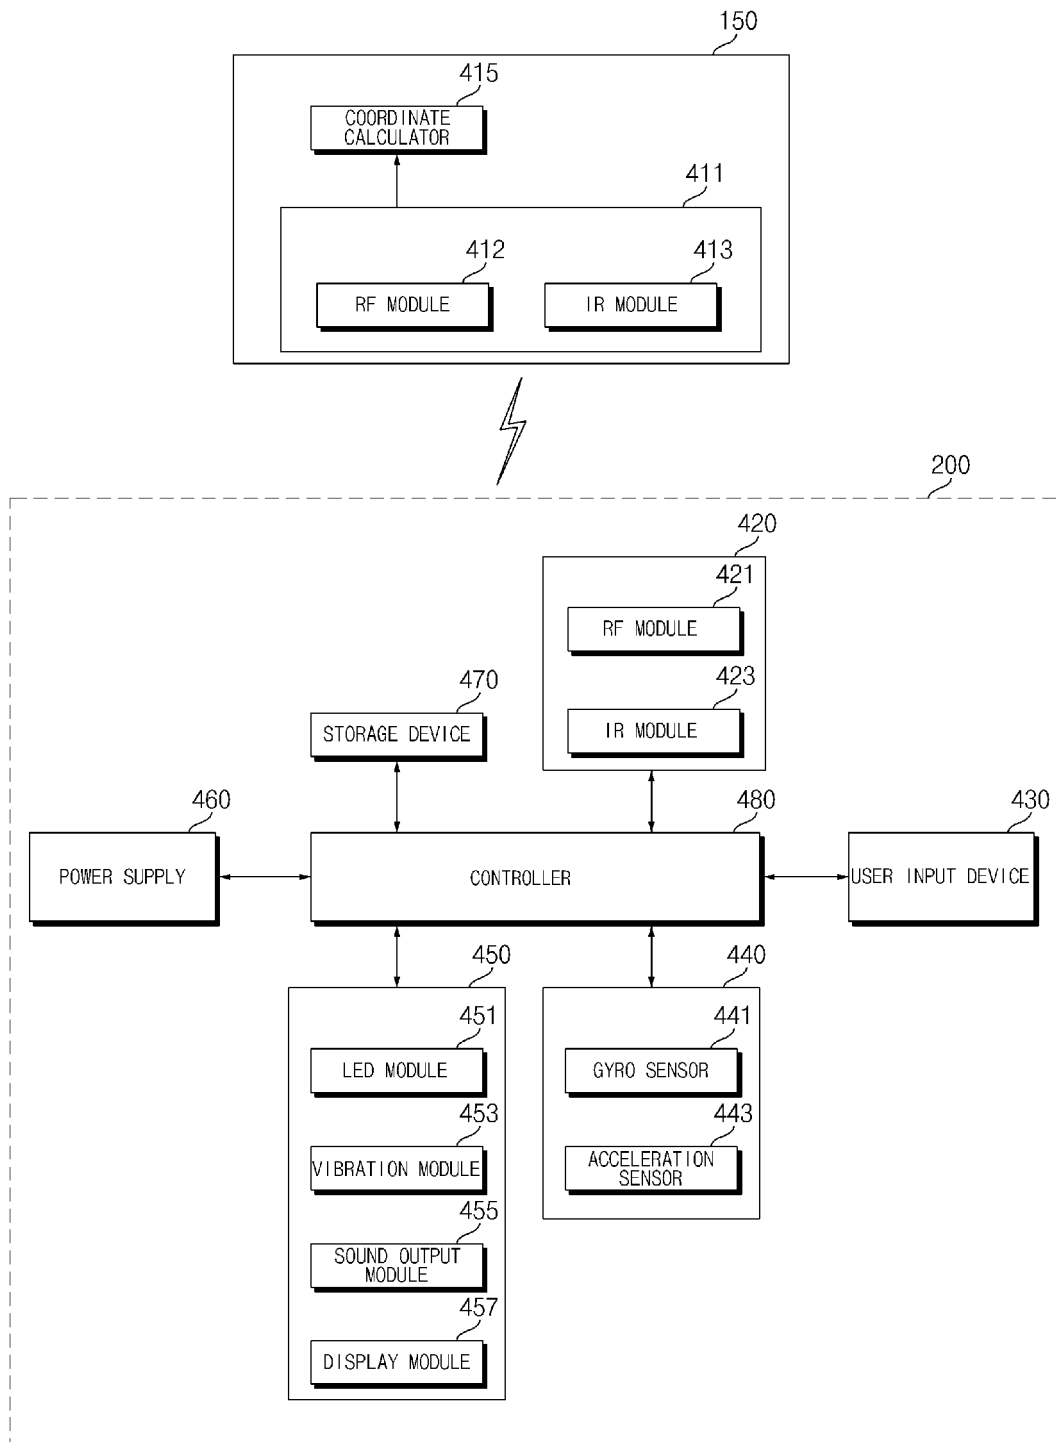 150
415
COORDINATE
CALCULATOR
411
412
413
RF MODULE
IR MODULE
200
420
421
RF MODULE
423
IR MODULE
470
STORAGE DEVICE
460
480
430
POWER SUPPLY
CONTROLLER
USER INPUT DEVICE
450
440
451
LED MODULE
441
GYRO SENSOR
453
VIBRATION MODULE
443
ACCELERATION
SENSOR
455
SOUND OUTPUT
MODULE
457
DISPLAY MODULE